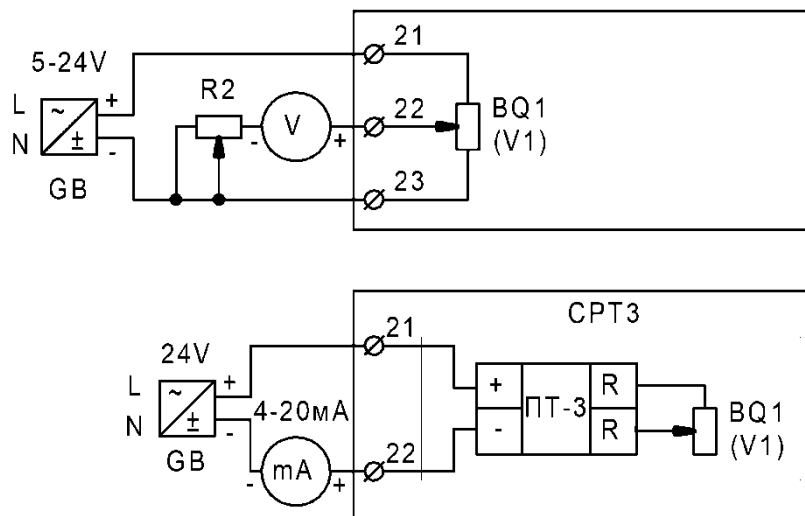 21
5-24V
R2
L
~
+
22
BQ1
N
±
-
-
V
+
(V1)
GB
23
CPT3
21
24V
L
~
+
+
ПТ-3
R
N
±
-
4-20мА
-
R
BQ1
GB
22
(V1)
-
mA
+